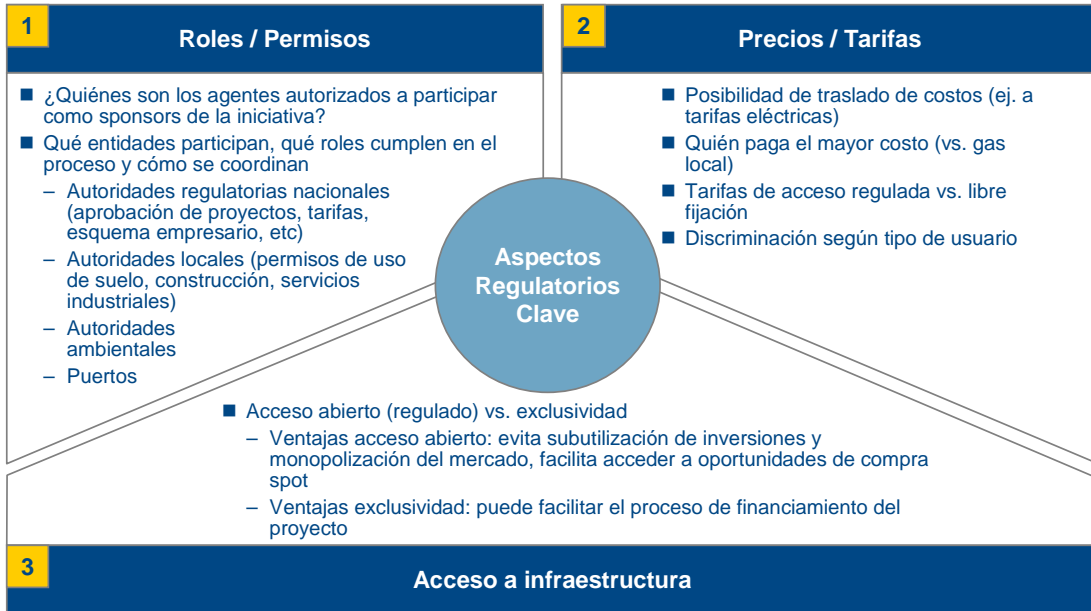 1
Roles / Permisos
¿Quiénes son los agentes autorizados a participar
como sponsors de la iniciativa?
Qué entidades participan, qué roles cumplen en el
proceso y cómo se coordinan
– Autoridades regulatorias nacionales
(aprobación de proyectos, tarifas,
esquema empresario, etc)
– Autoridades locales (permisos de uso
de suelo, construcción, servicios
industriales)
– Autoridades
ambientales
– Puertos
2
Precios / Tarifas
Posibilidad de traslado de costos (ej. a
tarifas eléctricas)
Quién paga el mayor costo (vs. gas
local)
Tarifas de acceso regulada vs. libre
fijación
Discriminación según tipo de usuario
Aspectos
Regulatorios
Clave
Acceso abierto (regulado) vs. exclusividad
– Ventajas acceso abierto: evita subutilización de inversiones y
monopolización del mercado, facilita acceder a oportunidades de compra
spot
– Ventajas exclusividad: puede facilitar el proceso de financiamiento del
proyecto
3
Acceso a infraestructura